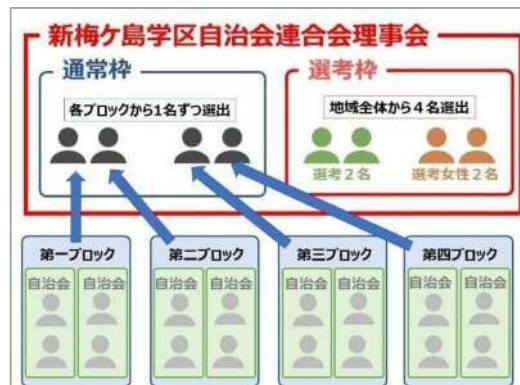 新梅ケ島学区自治会連合会理事会
通常枠
選考枠
各ブロックから1名ずつ選出
地域全体から4名選出
選考2名
選考女性2名
第一ブロック
第二ブロック
第三ブロック
第四ブロック
自治会
自治会
自治会
自治会
自治会
自治会
自治会
自治会